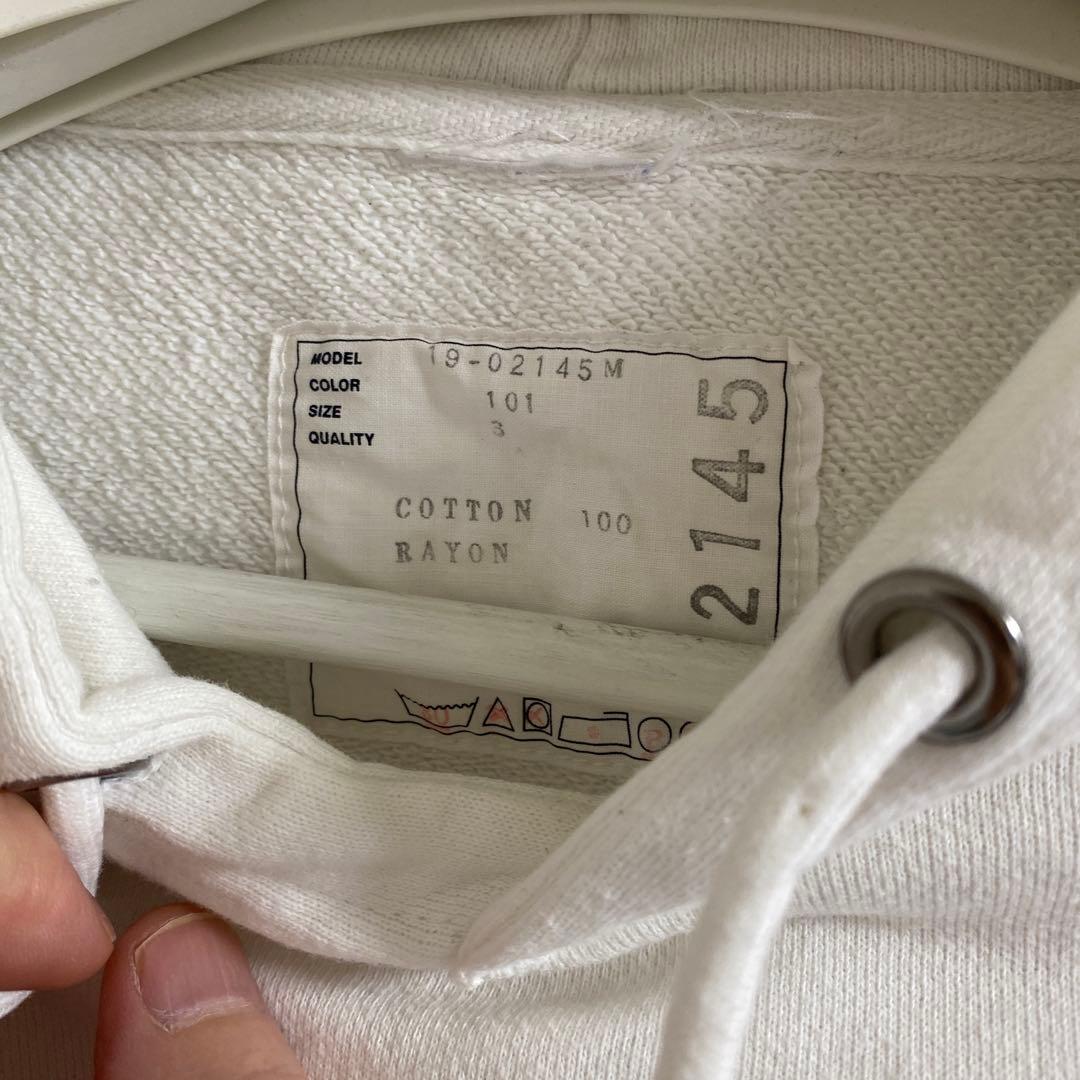 MODEL 19-02145M
COLOR 101
SIZE 3
QUALITY
COTTON 100
RAYON
2145